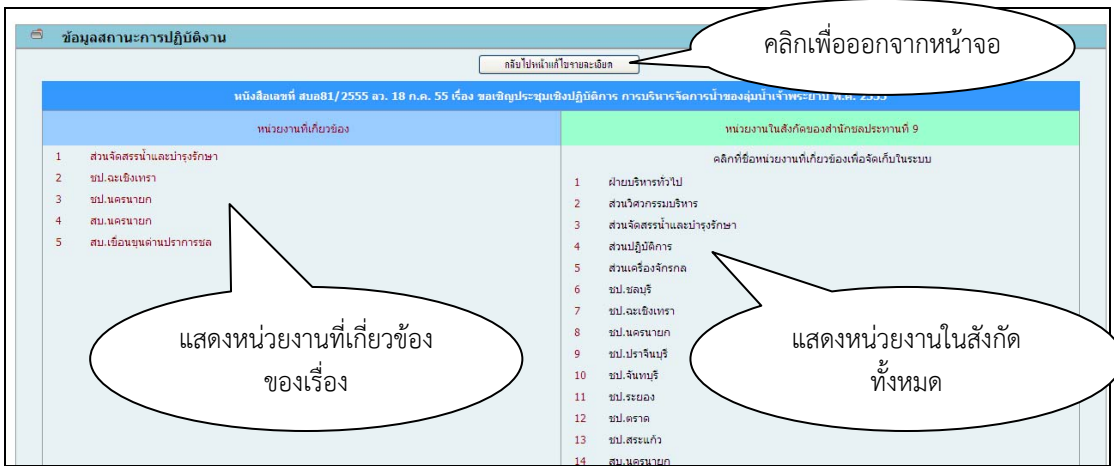 ข้อมูลสถานะการปฏิบัติงาน
คลิกเพื่อออกจากหน้าจอ
กลับไปหน้าแก้ไขรายละเอียด
หนังสือเลขที่ สบอ81/2555 ลว. 18 ก.ค. 55 เรื่อง ขอเชิญประชุมเชิงปฏิบัติการ การบริหารจัดการน้ำของลุ่มน้ำเจ้าพระยาปี พ.ศ. 2555
หน่วยงานที่เกี่ยวข้อง
1 ส่วนจัดสรรน้ำและบำรุงรักษา
2 ชป.ฉะเชิงเทรา
3 ชป.นครนายก
4 สบ.นครนายก
5 สบ.เขื่อนขุนด่านปราการชล
แสดงหน่วยงานที่เกี่ยวข้อง
ของเรื่อง
หน่วยงานในสังกัดของสำนักชลประทานที่ 9
คลิกที่ชื่อหน่วยงานที่เกี่ยวข้องเพื่อจัดเก็บในระบบ
1 ฝ่ายบริหารทั่วไป
2 ส่วนวิศวกรรมบริหาร
3 ส่วนจัดสรรน้ำและบำรุงรักษา
4 ส่วนปฏิบัติการ
5 ส่วนเครื่องจักรกล
6 ชป.ชลบุรี
7 ชป.ฉะเชิงเทรา
8 ชป.นครนายก
9 ชป.ปราจีนบุรี
10 ชป.จันทบุรี
11 ชป.ระยอง
12 ชป.ตราด
13 ชป.สระแก้ว
14 สบ.นครนายก
แสดงหน่วยงานในสังกัด
ทั้งหมด